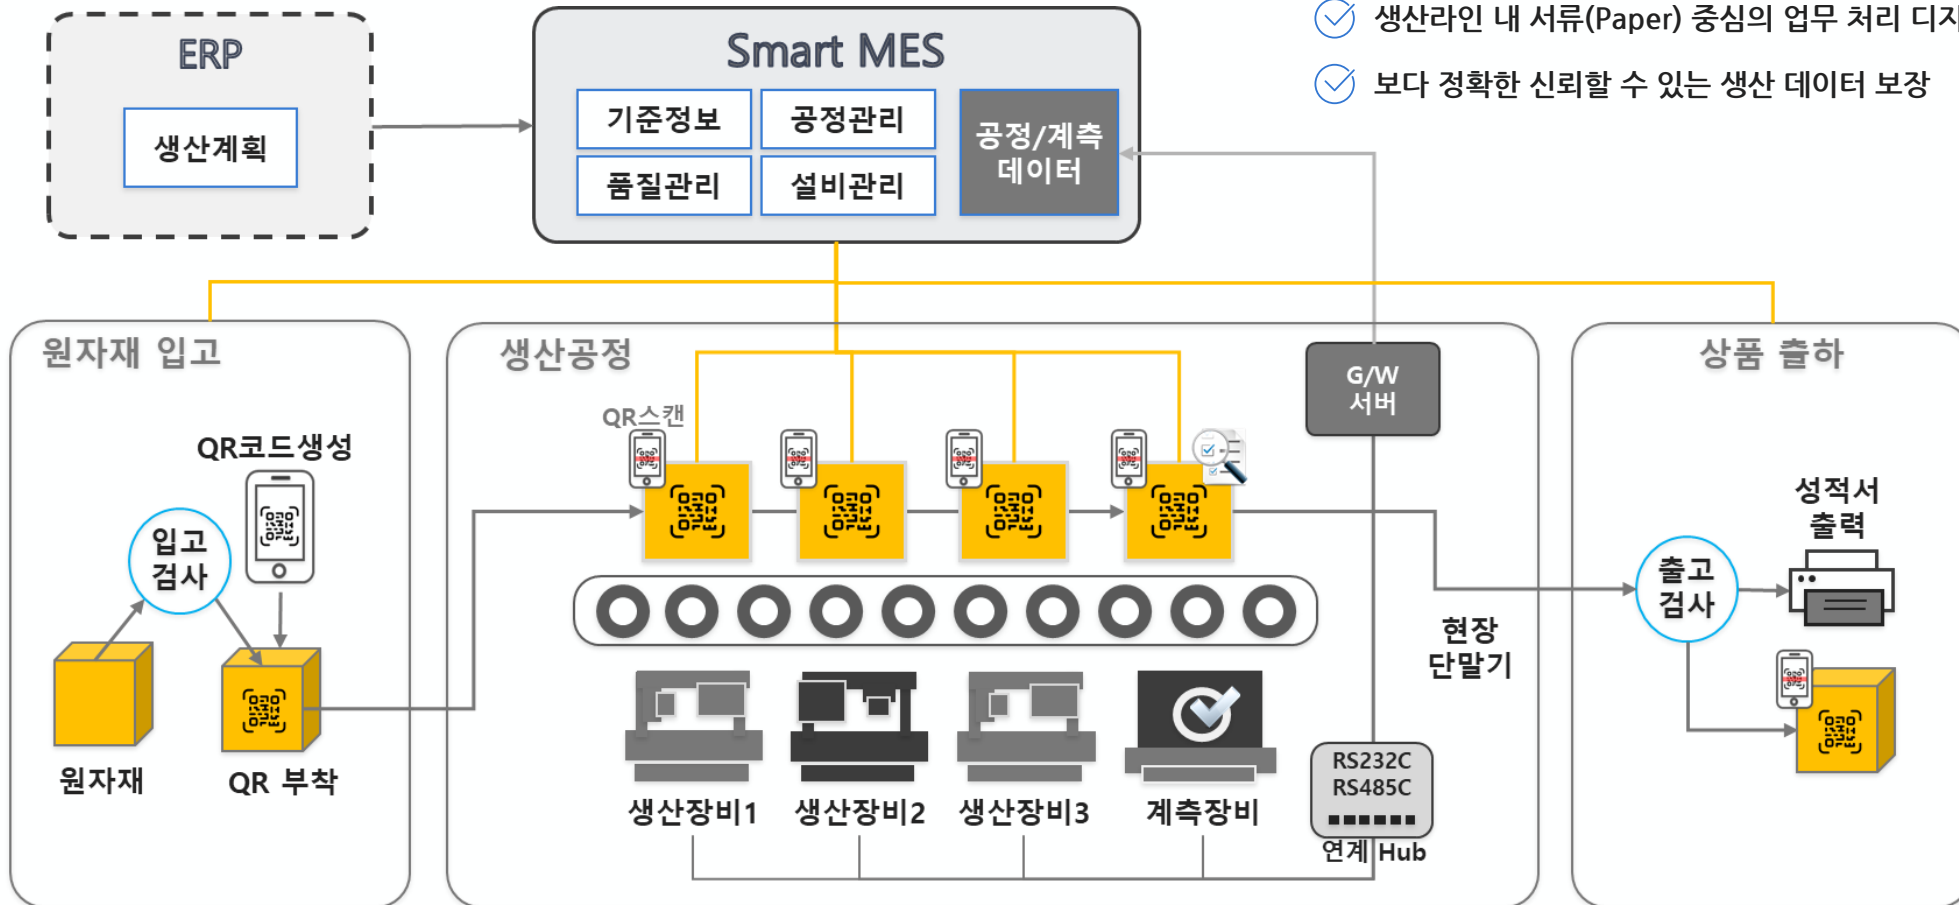 ERP
생산계획
Smart MES
기준정보
공정관리
품질관리
설비관리
공정/계측
데이터
생산라인 내 서류(Paper) 중심의 업무 처리
보다 정확한 신뢰할 수 있는 생산 데이터 보장
원자재 입고
QR코드생성
입고
검사
원자재
QR 부착
생산공정
QR스캔
G/W
서버
현장
단말기
생산장비1
생산장비2
생산장비3
계측장비
RS232C
RS485C
연계 Hub
상품 출하
성적서
출력
출고
검사